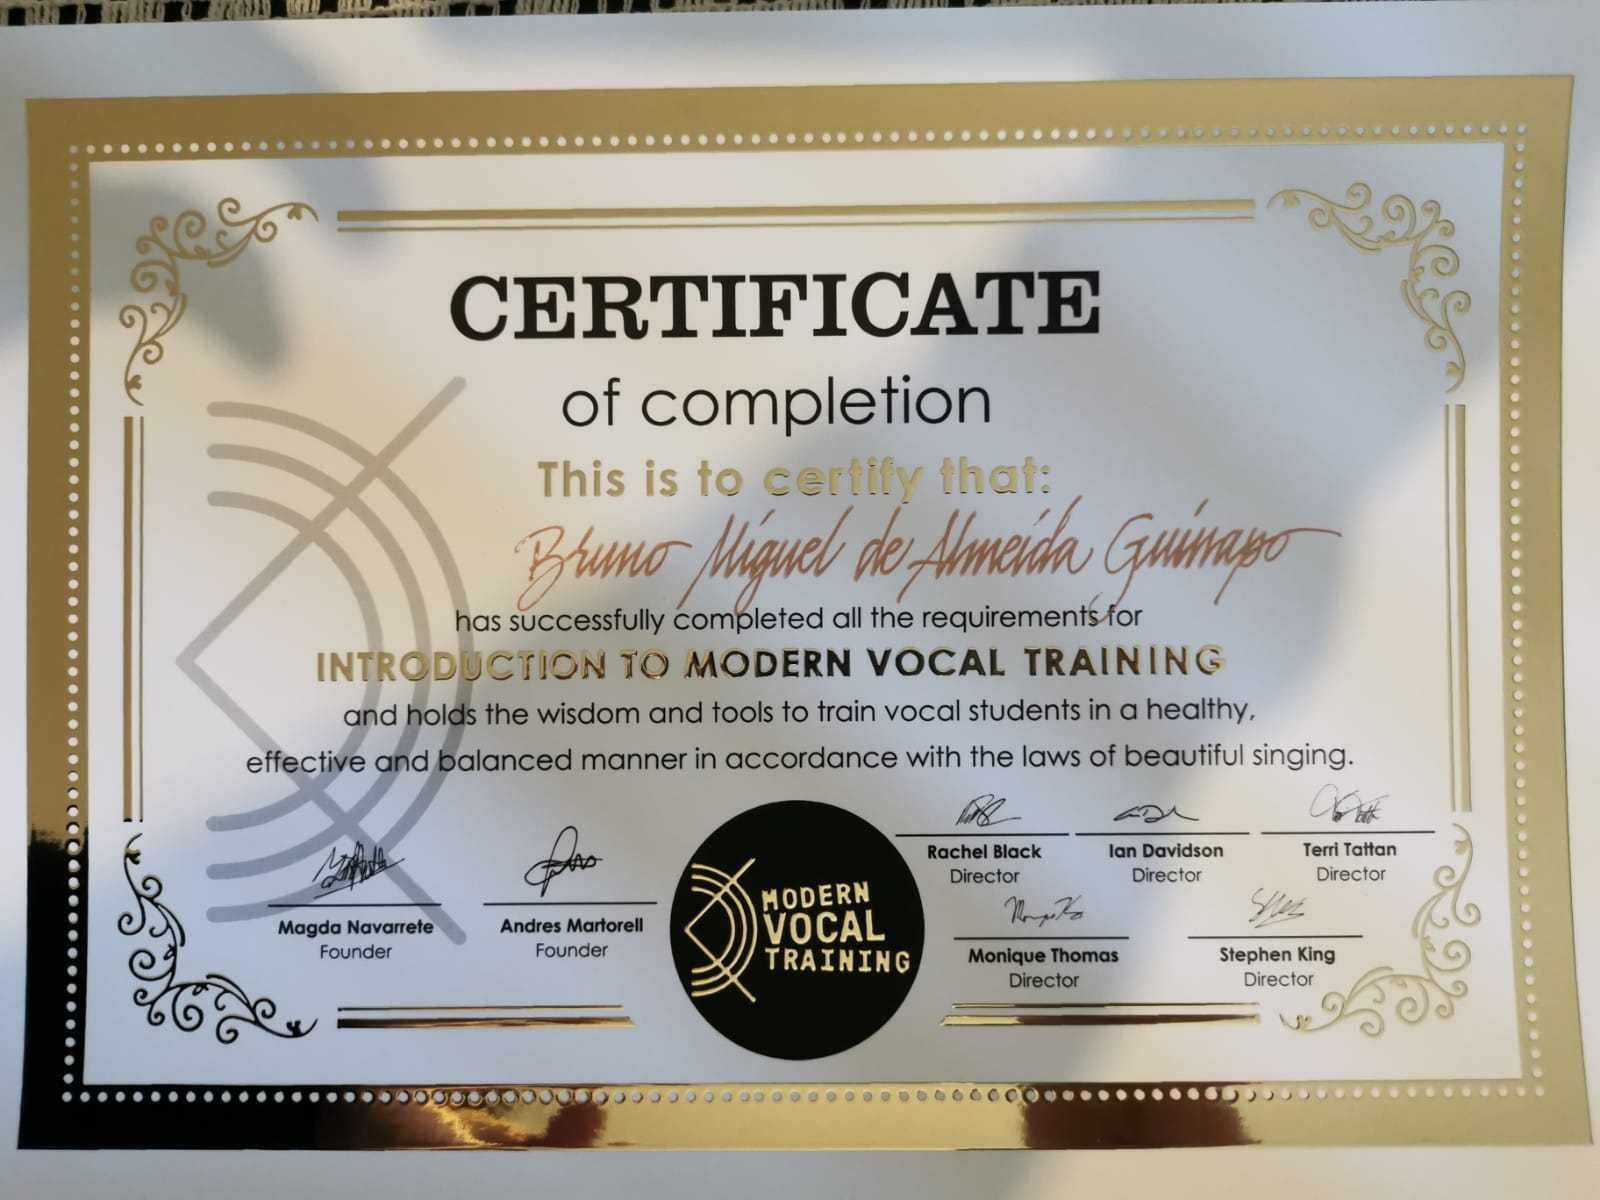 CERTIFICATE
of completion
This is to certify that:
Bruno Miguel de Almeida Guinapo
has successfully completed all the requirements for
INTRODUCTION TO MODERN VOCAL TRAINING
and holds the wisdom and tools to train vocal students in a healthy,
effective and balanced manner in accordance with the laws of beautiful singing.
Magda Navarrete
Founder
Andres Martorell
Founder
MODERN
VOCAL
TRAINING
Rachel Black
Director
Ian Davidson
Director
Terri Tattan
Director
Monique Thomas
Director
Stephen King
Director